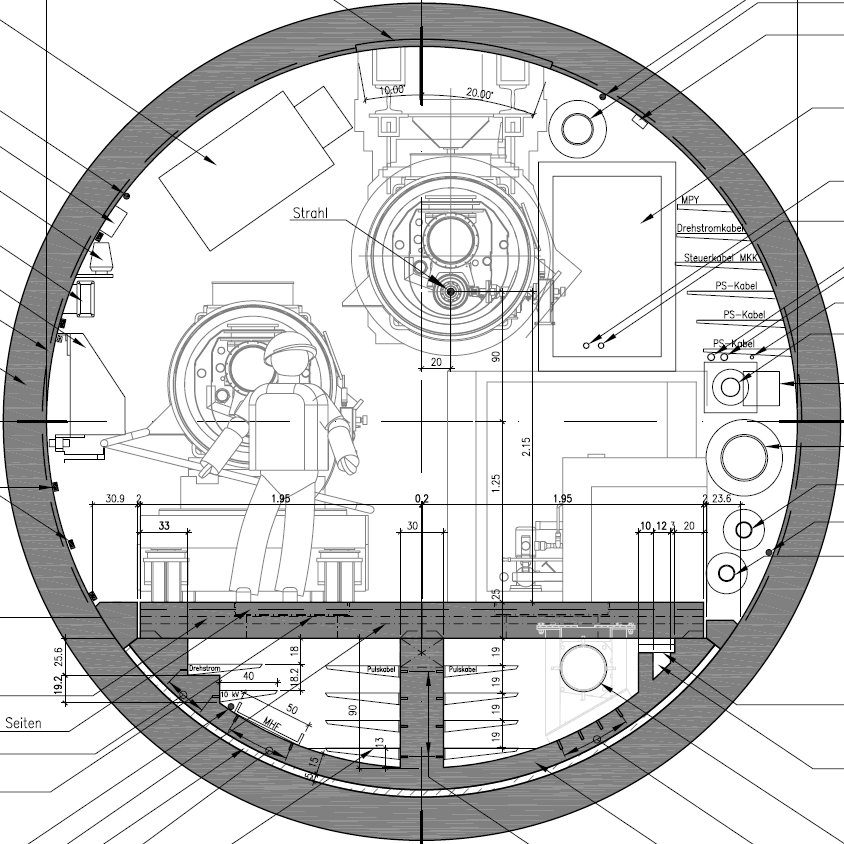 10.00°
20.00°
Strahl
MPY
Drehstromkabel
Steuerkabel MKK
PS-Kabel
PS-Kabel
PS-Kabel
20
90
2.15
1.25
30.9
2
1.95
0.2
1.95
2
23.6
33
30
10
12
3
20
25
25.6
19.2
Drehstrom
40
10 kV
MHF
50
18
18.2
90
13
15
5
Pulskabel
Pulskabel
19
19
19
19
Seiten